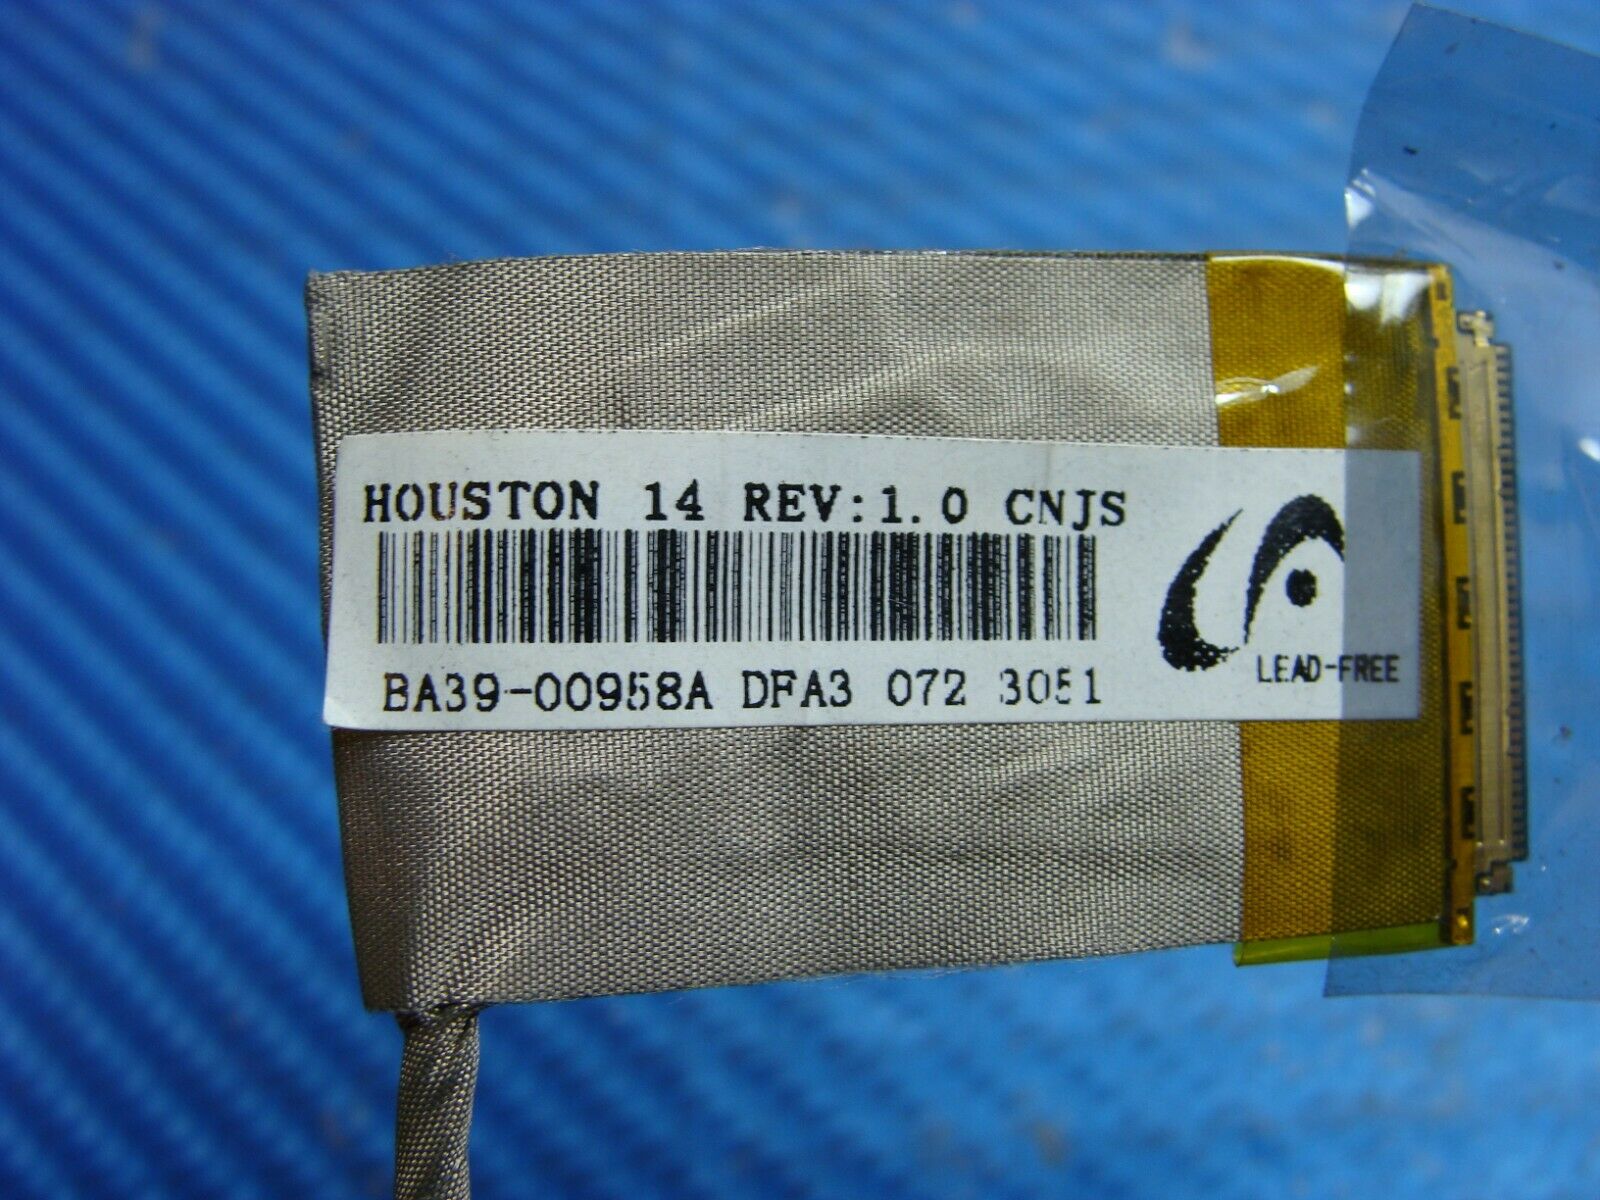 HOUSTON 14 REV:1.0 CNJS
BA39-00958A DFA3 072 3051
LEAD-FREE